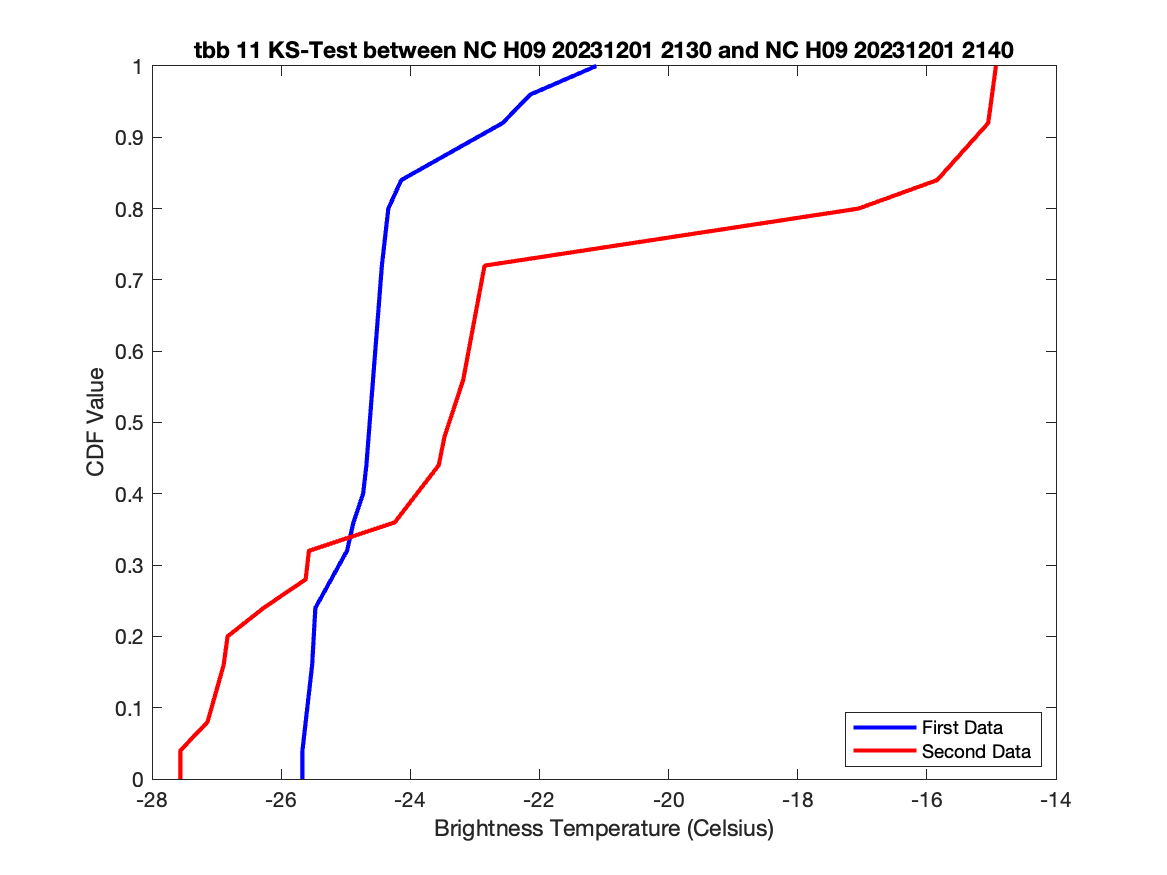 tbb 11 KS-Test between NC H09 20231201 2130 and NC H09 20231201 2140
1
0.9
0.8
0.7
0.6
0.5
0.4
0.3
0.2
0.1
0
CDF Value
First Data
Second Data
-28 -26 -24 -22 -20 -18 -16 -14
Brightness Temperature (Celsius)